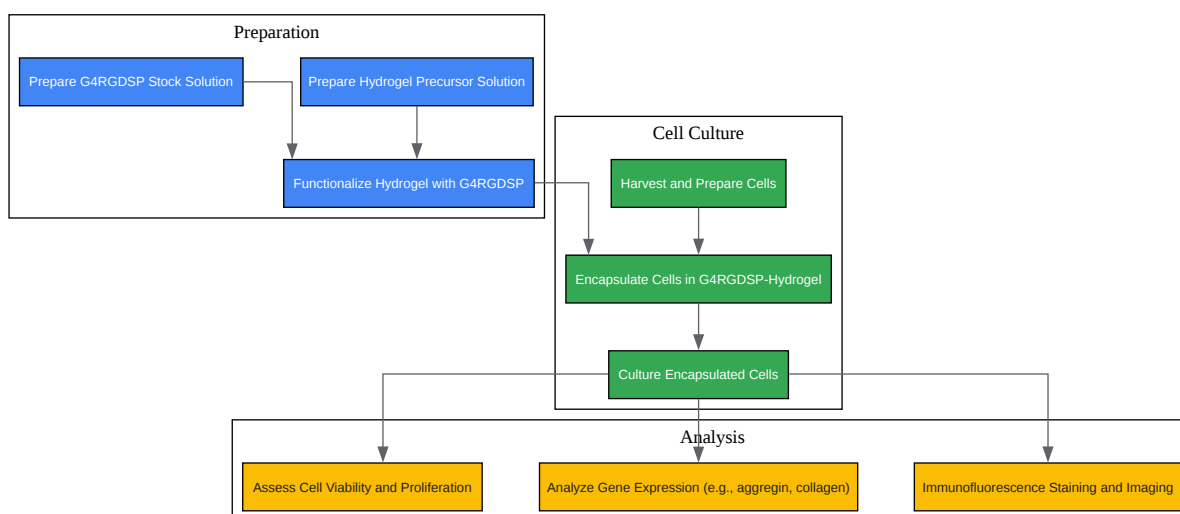 Preparation
Prepare G4RGDSP Stock Solution
Prepare Hydrogel Precursor Solution
Functionalize Hydrogel with G4RGDSP
Cell Culture
Harvest and Prepare Cells
Encapsulate Cells in G4RGDSP-Hydrogel
Culture Encapsulated Cells
Analysis
Assess Cell Viability and Proliferation
Analyze Gene Expression (e.g., aggregin, collagen)
Immunofluorescence Staining and Imaging